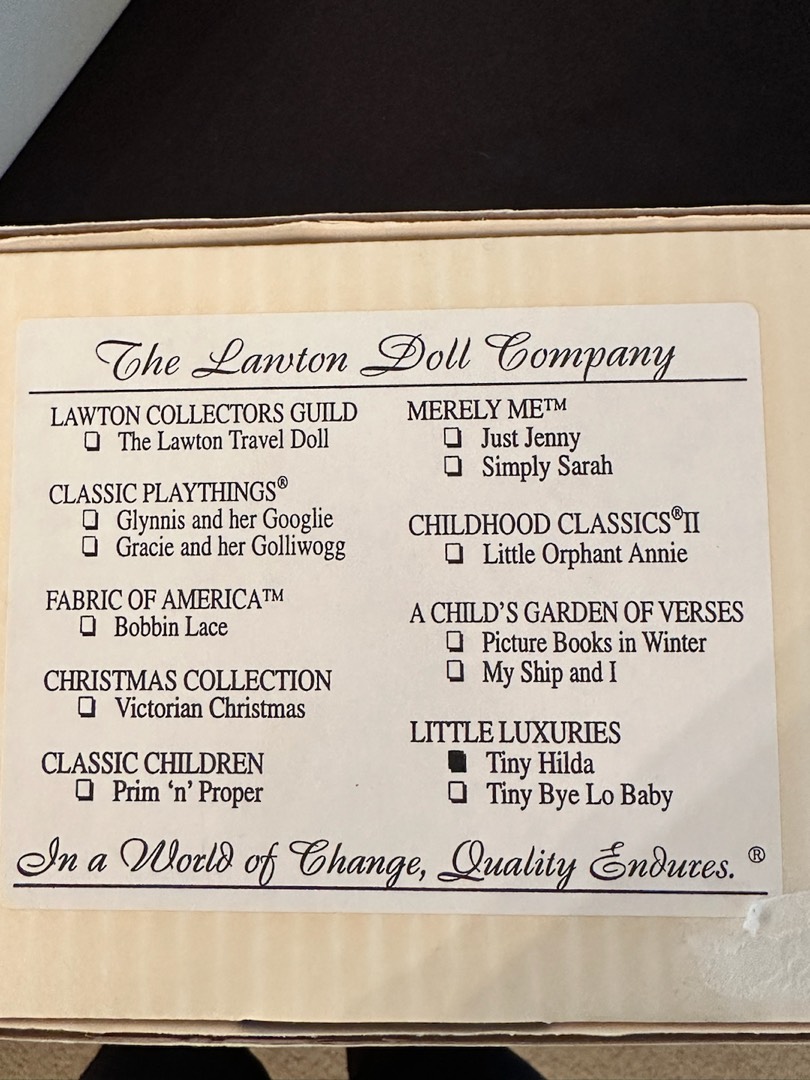 The Lawton Doll Company
LAWTON COLLECTORS GUILD
❏ The Lawton Travel Doll
CLASSIC PLAYTHINGS®
❏ Glynnis and her Googlie
❏ Gracie and her Golliwogg
FABRIC OF AMERICA™
❏ Bobbin Lace
CHRISTMAS COLLECTION
❏ Victorian Christmas
CLASSIC CHILDREN
❏ Prim ‘n’ Proper
MERELY ME™
❏ Just Jenny
❏ Simply Sarah
CHILDHOOD CLASSICS®II
❏ Little Orphant Annie
A CHILD’S GARDEN OF VERSES
❏ Picture Books in Winter
❏ My Ship and I
LITTLE LUXURIES
■ Tiny Hilda
❏ Tiny Bye Lo Baby
In a World of Change, Quality Endures.®